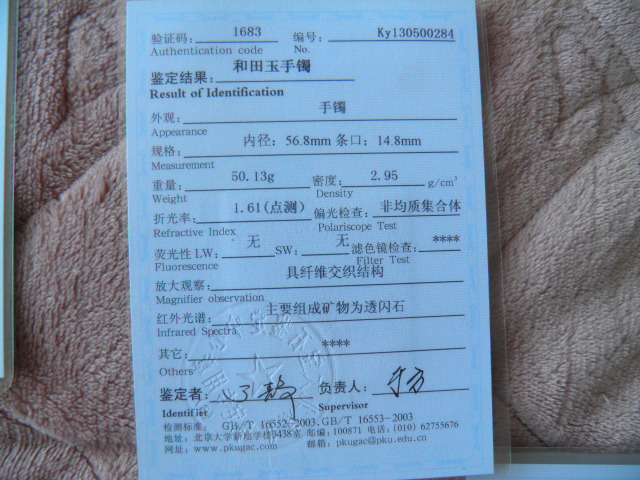 验证码: 1683 编号: Ky130500284
Authentication code No.
鉴定结果: 和田玉手镯
Result of Identification
外观: 手镯
Appearance
规格: 内径: 56.8mm 条口: 14.8mm
Measurement
重量: 50.13g 密度: 2.95 g/cm³
Weight Density
折光率: 1.61(点测) 偏光检查: 非均质集合体
Refractive Index Polariscope Test
荧光性 LW: 无 SW: 无 滤色镜检查: ****
Fluorescence Filter Test
放大观察: 具纤维交织结构
Magnifier observation
红外光谱: 主要组成矿物为透闪石
Infrared Spectra
其它: ****
Others
鉴定者: 负责人:
Identifier Supervisor
检测标准: GB/T 16552-2003,GB/T 16553-2003
地址: 北京大学新地学楼3438室 邮编: 100871 电话: (010) 62755676
网址: www.pkugac.com 邮箱: pkugac@pku.edu.cn